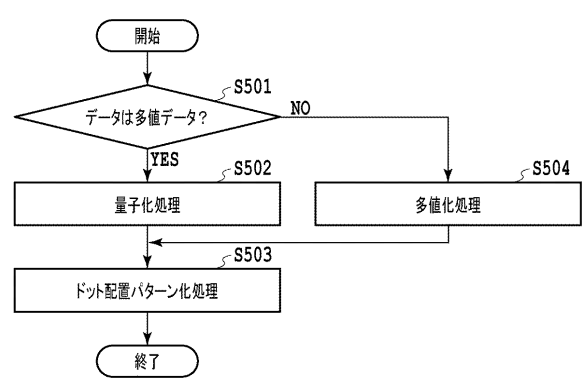 開始
S501
データは多値データ?
NO
YES
S502
量子化処理
S504
多値化処理
S503
ドット配置パターン化処理
終了